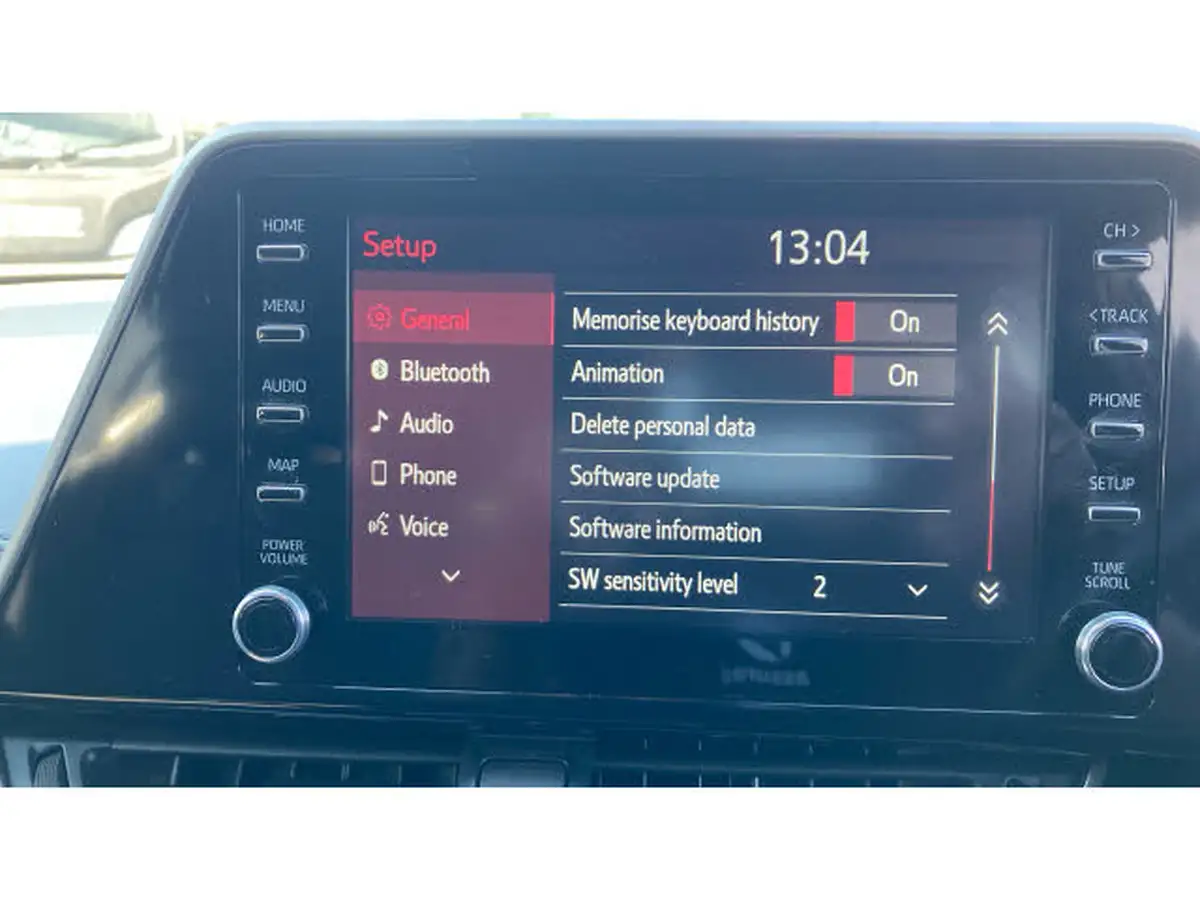 HOME
MENU
AUDIO
MAP
POWER
VOLUME
Setup
13:04
General
Bluetooth
Audio
Phone
Voice
Memorise keyboard history On
Animation On
Delete personal data
Software update
Software information
SW sensitivity level 2
CH >
< TRACK
PHONE
SETUP
TUNE
SCROLL